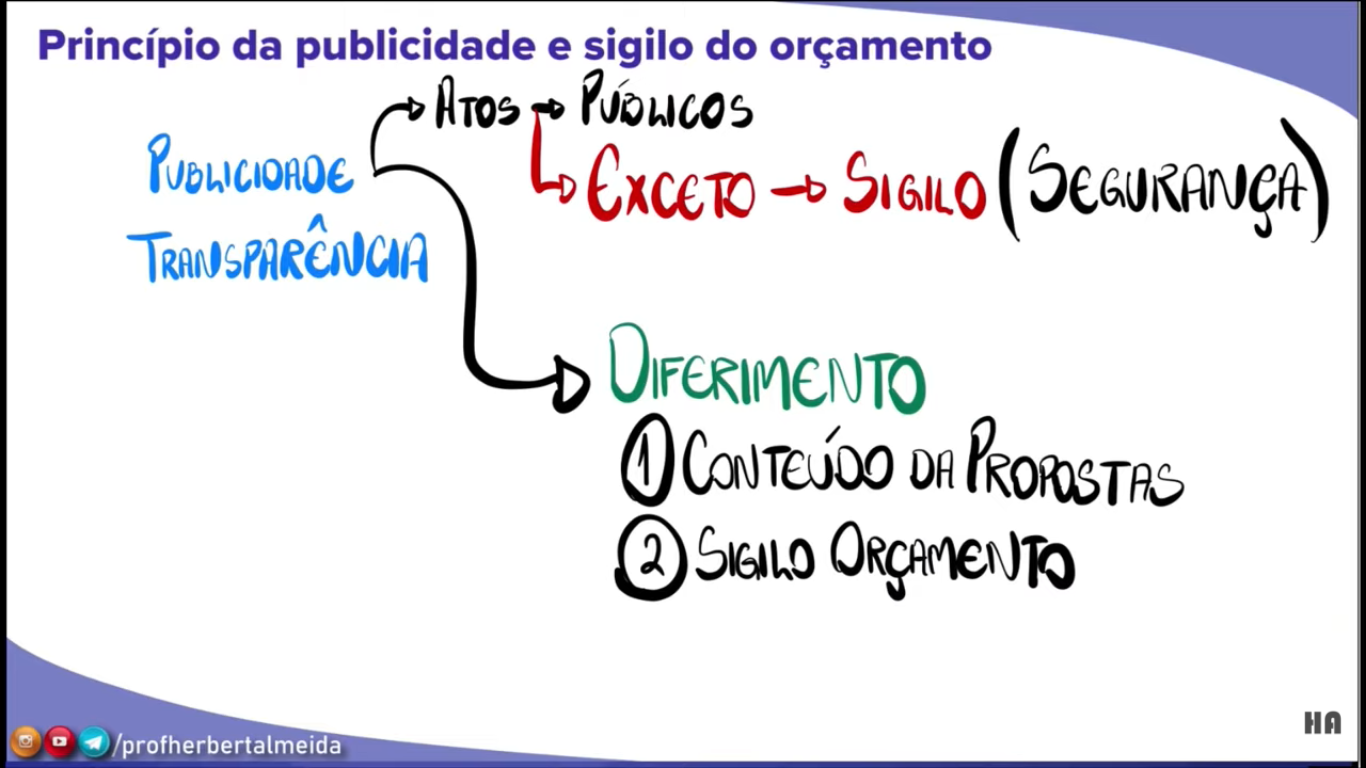 Princípio da publicidade e sigilo do orçamento
ATOS → PÚBLICOS
PUBLICIDADE
EXCETO → SIGILO (SEGURANÇA)
TRANSPARÊNCIA
DIFERIMENTO
1 CONTEÚDO DA PROPOSTAS
2 SIGILO ORÇAMENTO
/profherbertalmeida
HA